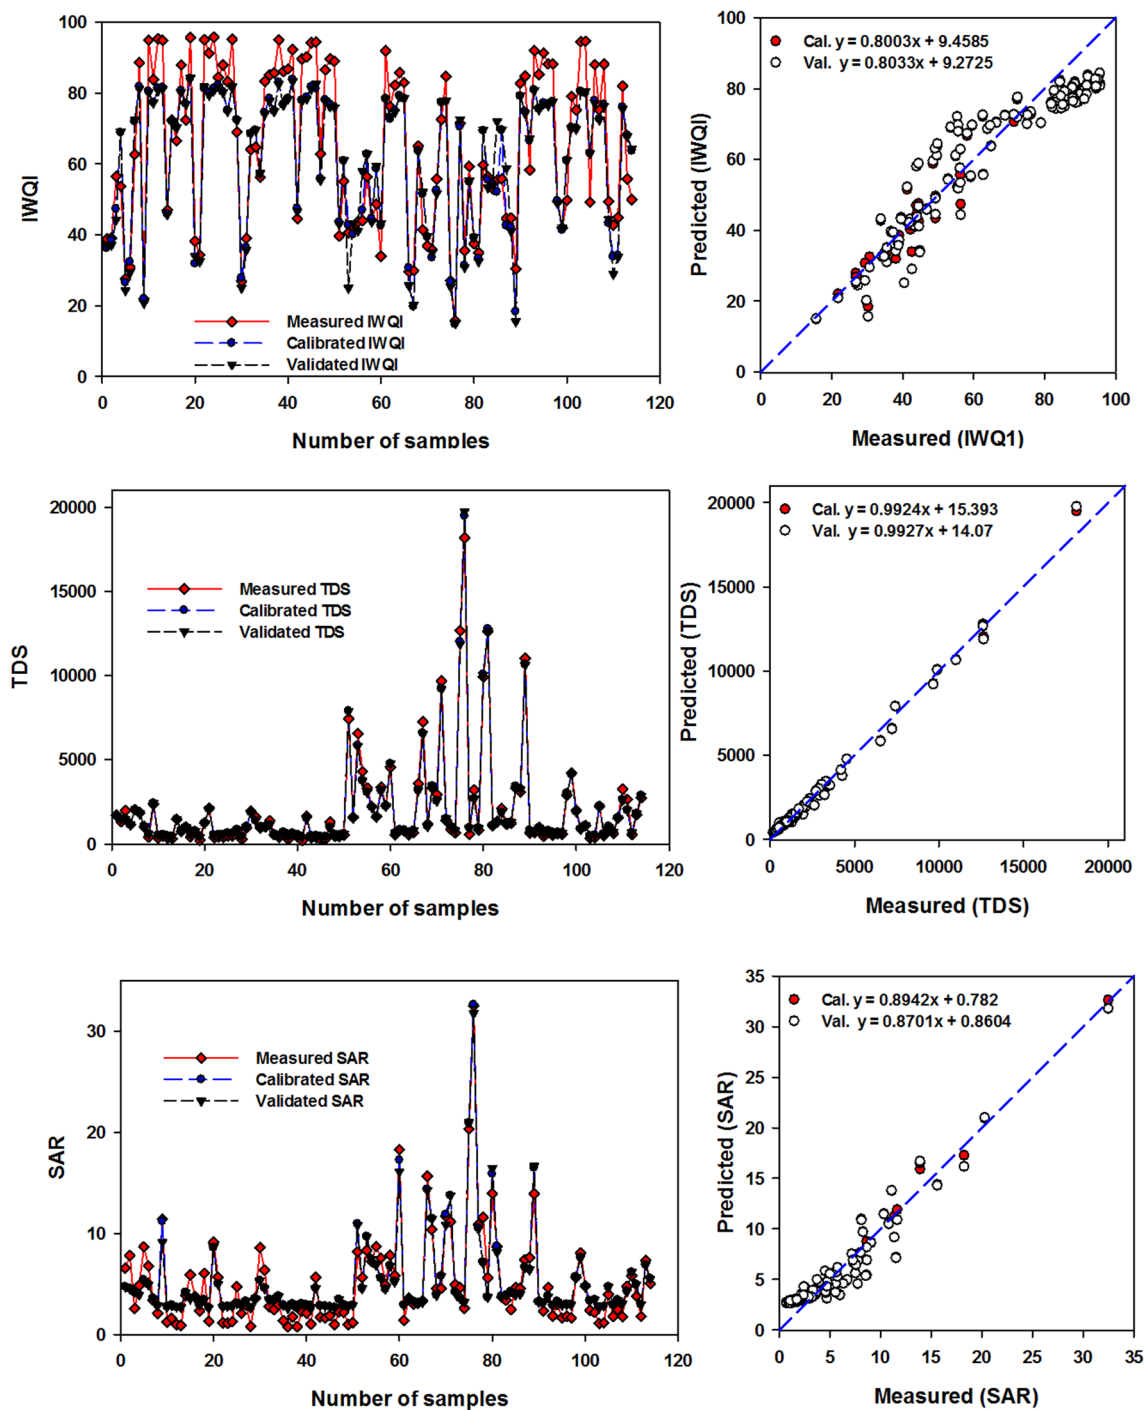 100
80
60
40
20
0
IWQI
Measured IWQI
Calibrated IWQI
Validated IWQI
0 20 40 60 80 100 120
Number of samples
100
80
60
40
20
0
Predicted (IWQI)
Cal. y = 0.8003x + 9.4585
Val. y = 0.8033x + 9.2725
0 20 40 60 80 100
Measured (IWQ1)
20000
15000
10000
5000
0
TDS
Measured TDS
Calibrated TDS
Validated TDS
0 20 40 60 80 100 120
Number of samples
20000
15000
10000
5000
0
Predicted (TDS)
Cal. y = 0.9924x + 15.393
Val. y = 0.9927x + 14.07
0 5000 10000 15000 20000
Measured (TDS)
30
20
10
0
SAR
Measured SAR
Calibrated SAR
Validated SAR
0 20 40 60 80 100 120
Number of samples
35
30
25
20
15
10
5
0
Predicted (SAR)
Cal. y = 0.8942x + 0.782
Val. y = 0.8701x + 0.8604
0 5 10 15 20 25 30 35
Measured (SAR)